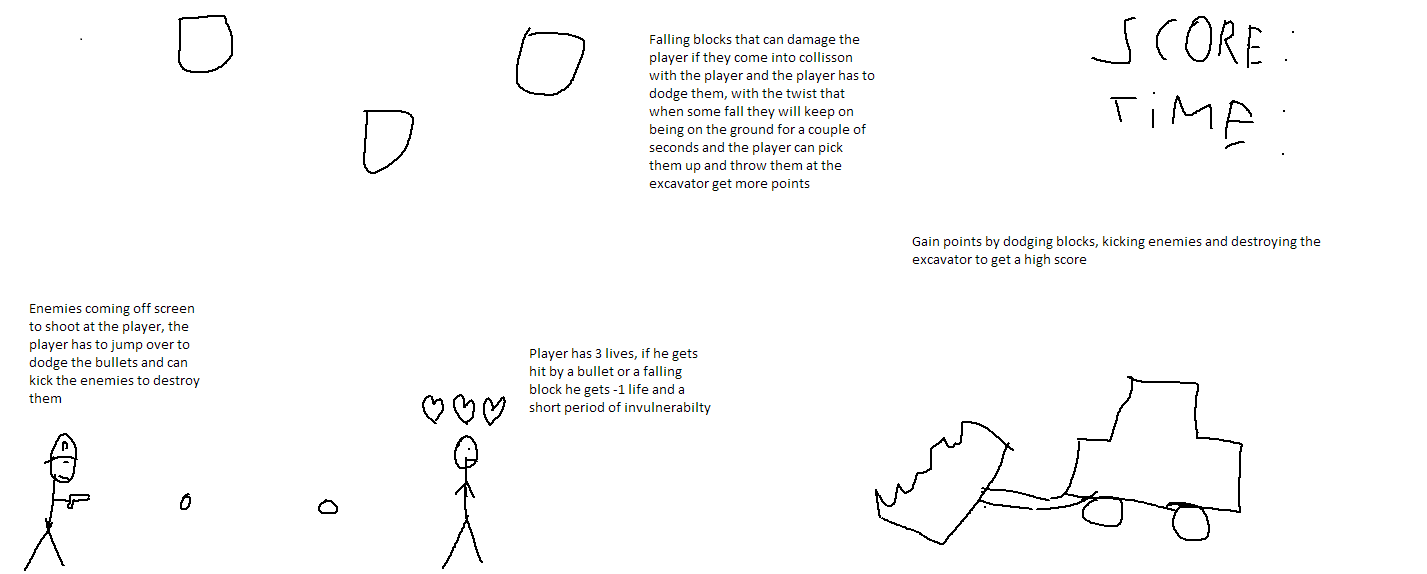 Falling blocks that can damage the
player if they come into collisson
with the player and the player has to
dodge them, with the twist that
when some fall they will keep on
being on the ground for a couple of
seconds and the player can pick
them up and throw them at the
excavator get more points
SCORE:
TiME:
Gain points by dodging blocks, kicking enemies and destroying the
excavator to get a high score
Enemies coming off screen
to shoot at the player, the
player has to jump over to
dodge the bullets and can
kick the enemies to destroy
them
Player has 3 lives, if he gets
hit by a bullet or a falling
block he gets -1 life and a
short period of invulnerabilty